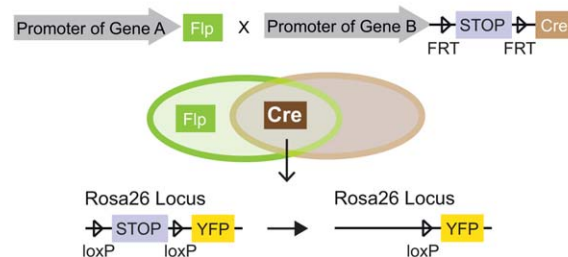 Promoter of Gene A Flp X Promoter of Gene B STOP Cre
FRT FRT
Flp Cre
Rosa26 Locus Rosa26 Locus
STOP YFP YFP
loxP loxP loxP